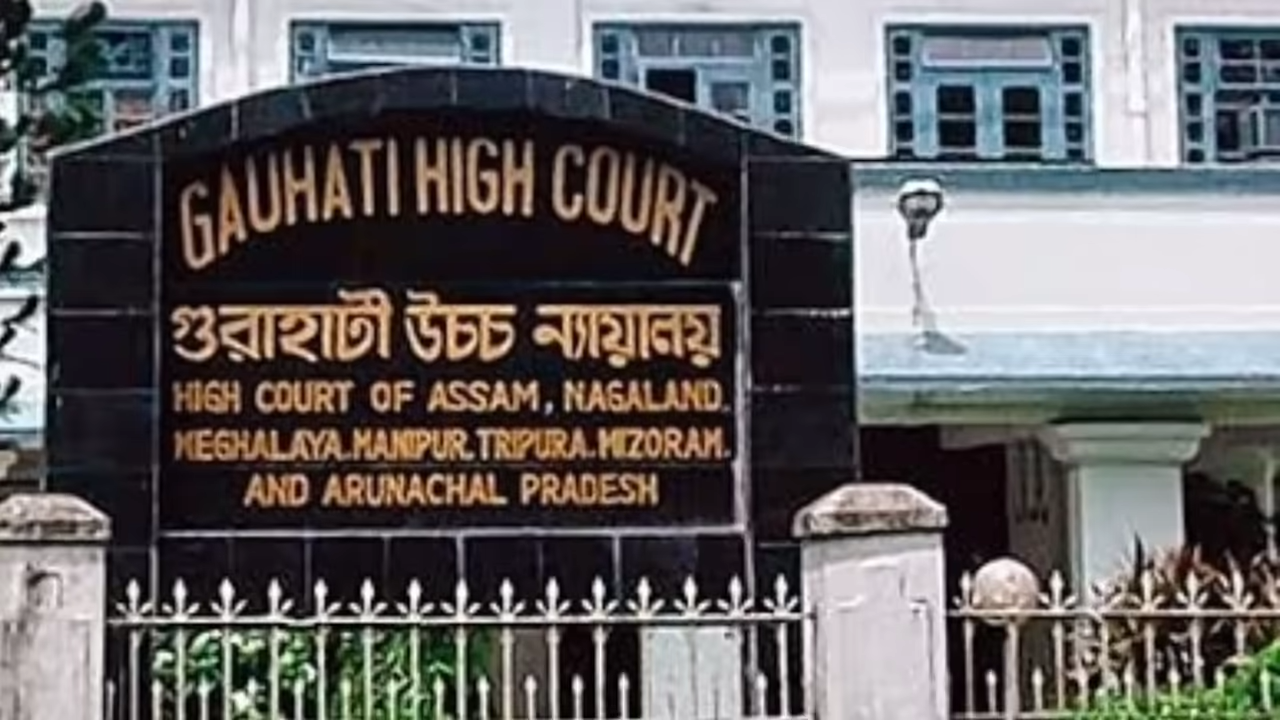 GAUHATI HIGH COURT
গুৱাহাটী উচ্চ ন্যায়ালয়
HIGH COURT OF ASSAM, NAGALAND.
MEGHALAYA.MANIPUR.TRIPURA.MIZORAM.
AND ARUNACHAL PRADESH